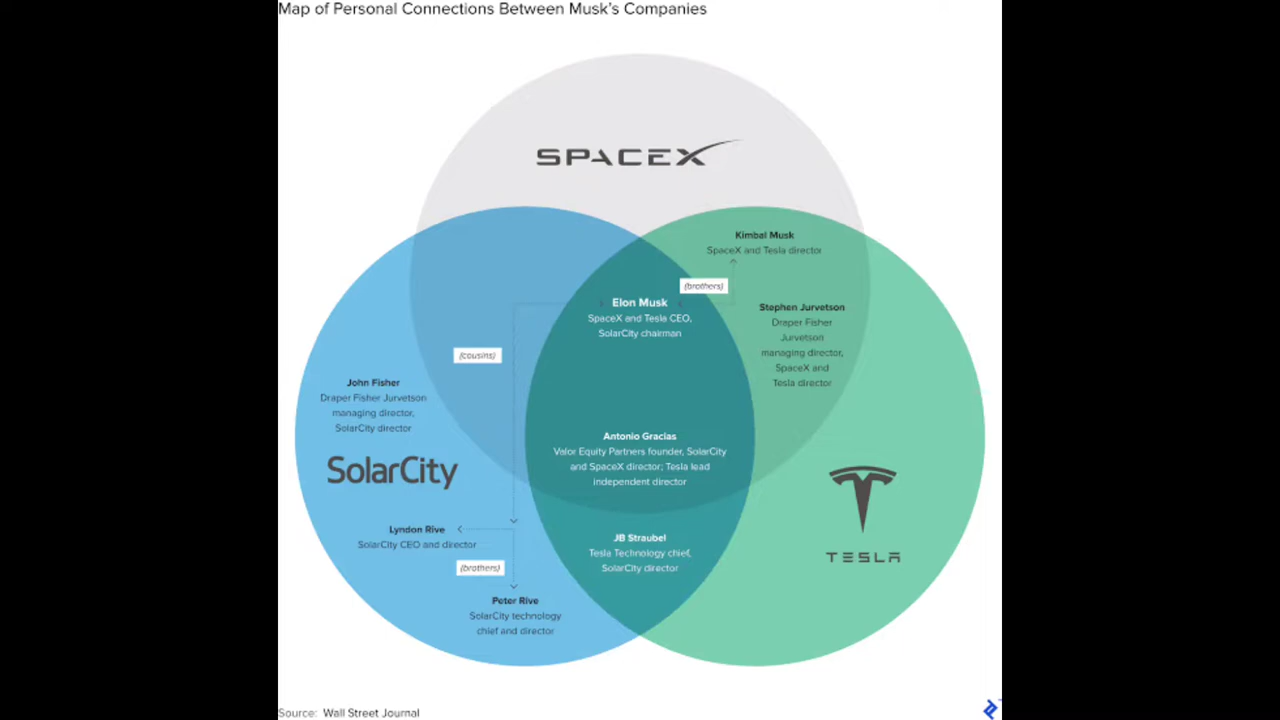 Map of Personal Connections Between Musk's Companies
SPACEX
Kimbal Musk
SpaceX and Tesla director
(brothers)
Elon Musk
SpaceX and Tesla CEO,
SolarCity chairman
Stephen Jurvetson
Draper Fisher
Jurvetson
managing director,
SpaceX and
Tesla director
(cousins)
John Fisher
Draper Fisher Jurvetson
managing director,
SolarCity director
SolarCity
Antonio Gracias
Valor Equity Partners founder, SolarCity
and SpaceX director; Tesla lead
independent director
TESLA
Lyndon Rive
SolarCity CEO and director
(brothers)
JB Straubel
Tesla Technology chief,
SolarCity director
Peter Rive
SolarCity technology
chief and director
Source: Wall Street Journal